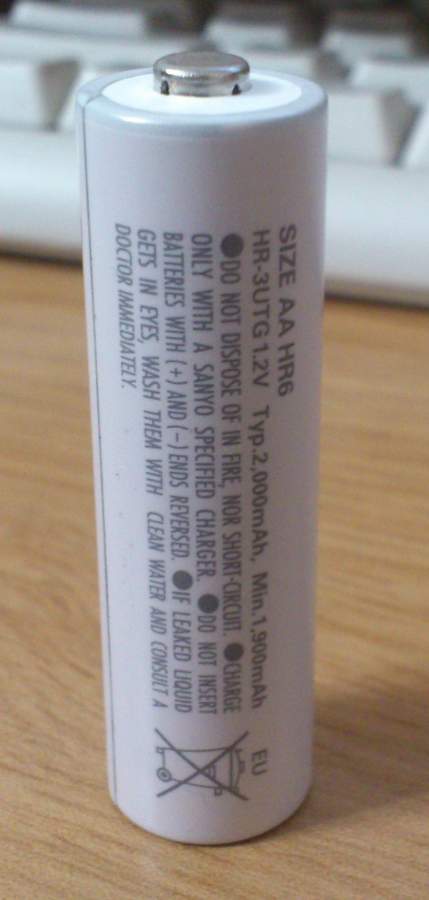 SIZE AA HR6
HR-3UTG 1.2V Typ.2,000mAh, Min.1,900mAh EU
●DO NOT DISPOSE OF IN FIRE, NOR SHORT-CIRCUIT. ●CHARGE
ONLY WITH A SANYO SPECIFIED CHARGER. ●DO NOT INSERT
BATTERIES WITH (+) AND (-) ENDS REVERSED. ●IF LEAKED LIQUID
GETS IN EYES, WASH THEM WITH CLEAN WATER AND CONSULT A
DOCTOR IMMEDIATELY.